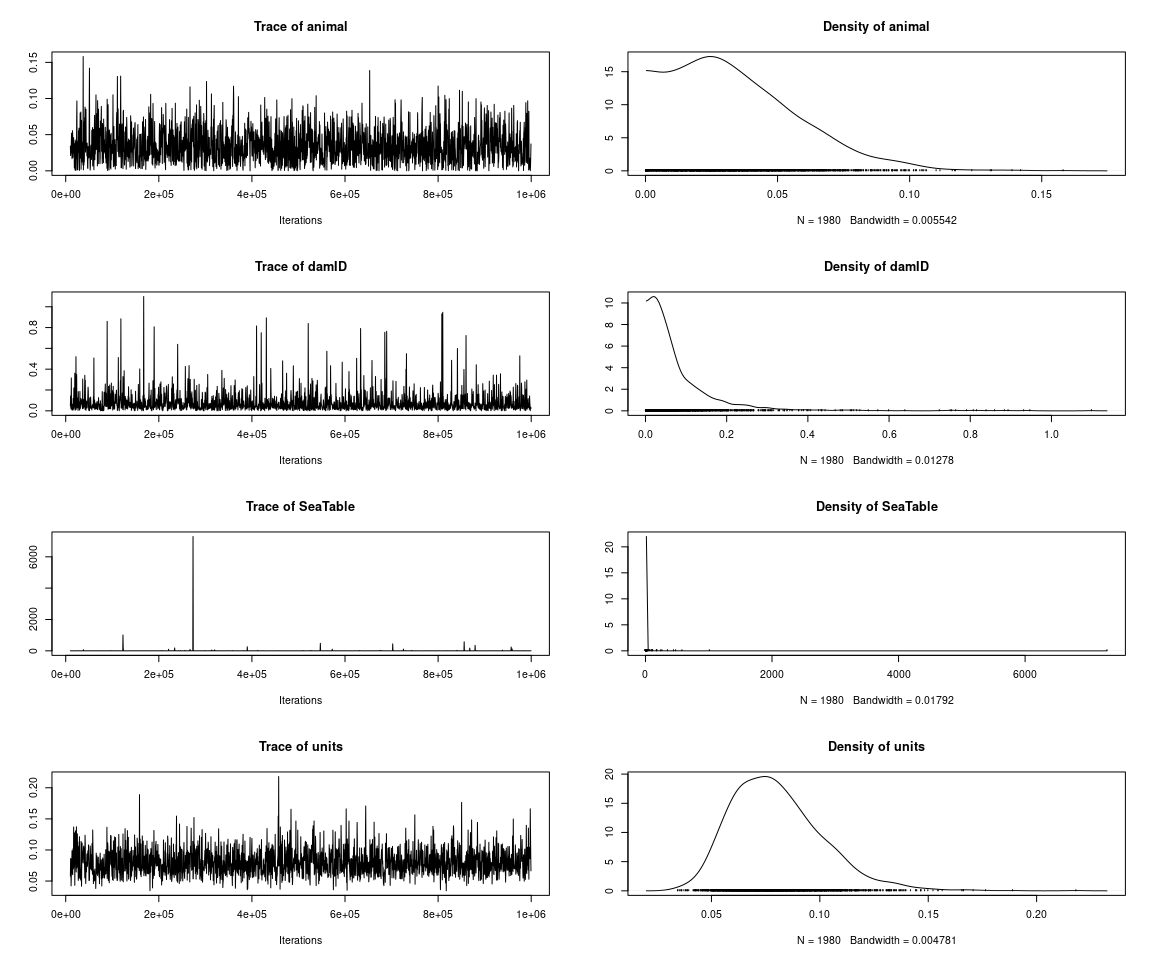 Trace of animal
0.00 0.05 0.10 0.15
0e+00 2e+05 4e+05 6e+05 8e+05 1e+06
Iterations
Density of animal
0 5 10 15
0.00 0.05 0.10 0.15
N = 1980 Bandwidth = 0.005542
Trace of damID
0.0 0.4 0.8
0e+00 2e+05 4e+05 6e+05 8e+05 1e+06
Iterations
Density of damID
0 2 4 6 8 10
0.0 0.2 0.4 0.6 0.8 1.0
N = 1980 Bandwidth = 0.01278
Trace of SeaTable
0 2000 6000
0e+00 2e+05 4e+05 6e+05 8e+05 1e+06
Iterations
Density of SeaTable
0 5 10 15 20
0 2000 4000 6000
N = 1980 Bandwidth = 0.01792
Trace of units
0.05 0.10 0.15 0.20
0e+00 2e+05 4e+05 6e+05 8e+05 1e+06
Iterations
Density of units
0 5 10 15 20
0.05 0.10 0.15 0.20
N = 1980 Bandwidth = 0.004781